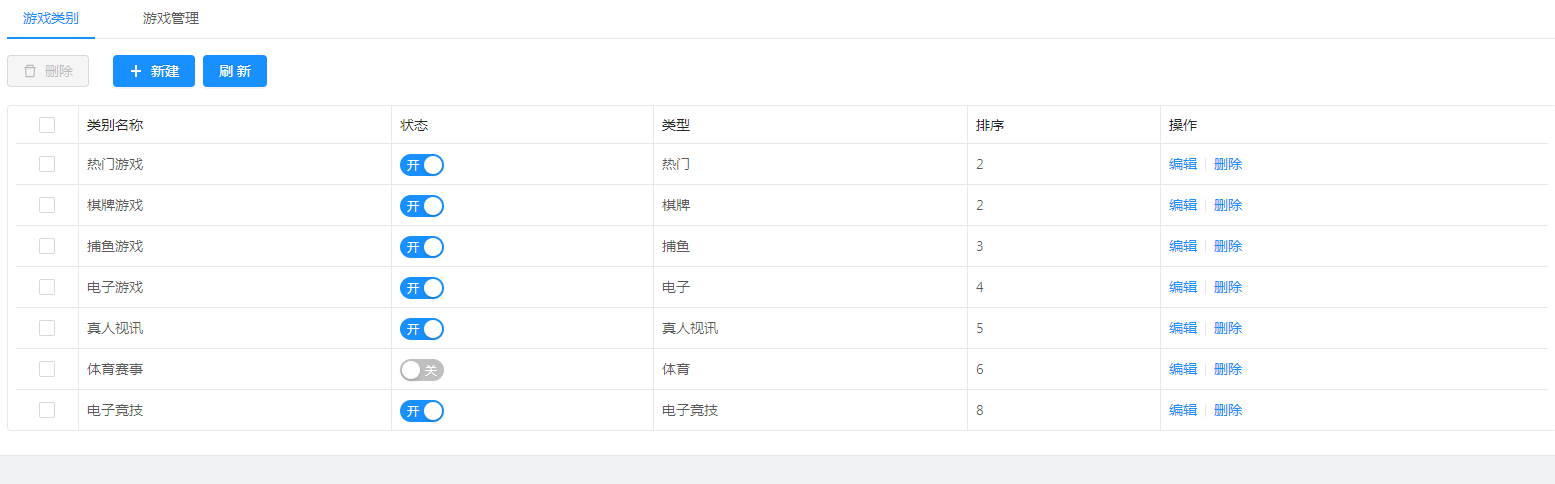 游戏类别 游戏管理
删除 新建 刷 新
类别名称 状态 类型 排序 操作
热门游戏 开 热门 2 编辑 删除
棋牌游戏 开 棋牌 2 编辑 删除
捕鱼游戏 开 捕鱼 3 编辑 删除
电子游戏 开 电子 4 编辑 删除
真人视讯 开 真人视讯 5 编辑 删除
体育赛事 关 体育 6 编辑 删除
电子竞技 开 电子竞技 8 编辑 删除